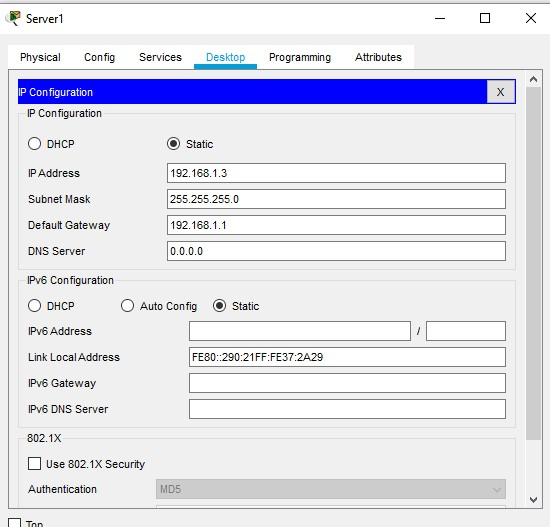 Server1
Physical Config Services Desktop Programming Attributes
IP Configuration X
IP Configuration
DHCP Static
IP Address 192.168.1.3
Subnet Mask 255.255.255.0
Default Gateway 192.168.1.1
DNS Server 0.0.0.0
IPv6 Configuration
DHCP Auto Config Static
IPv6 Address /
Link Local Address FE80::290:21FF:FE37:2A29
IPv6 Gateway
IPv6 DNS Server
802.1X
Use 802.1X Security
Authentication MD5
Top